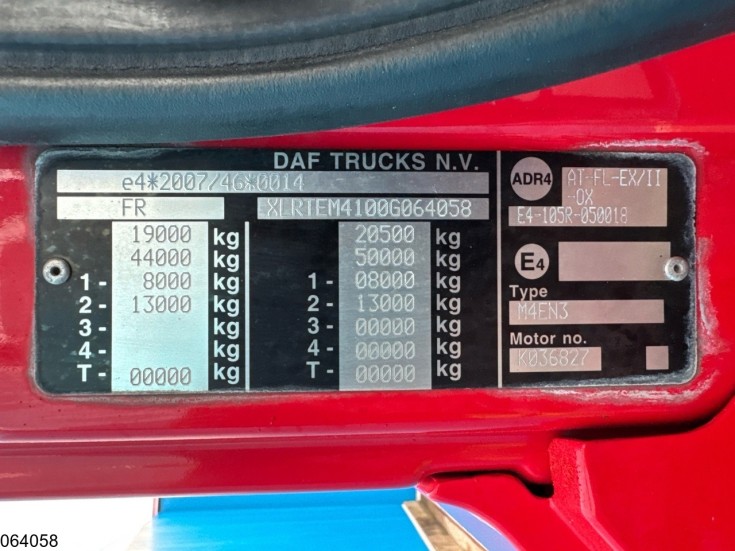 DAF TRUCKS N.V.
e4*2007/46*0014
FR XLRTEM4100G064058
19000 kg 20500 kg
44000 kg 50000 kg
1- 8000 kg 1- 08000 kg
2- 13000 kg 2- 13000 kg
3- kg 3- 00000 kg
4- kg 4- 00000 kg
T- 00000 kg T- 00000 kg
ADR4 AT-FL-EX/II
-OX
E4-105R-050018
E4
Type
M4EN3
Motor no.
K036827
064058